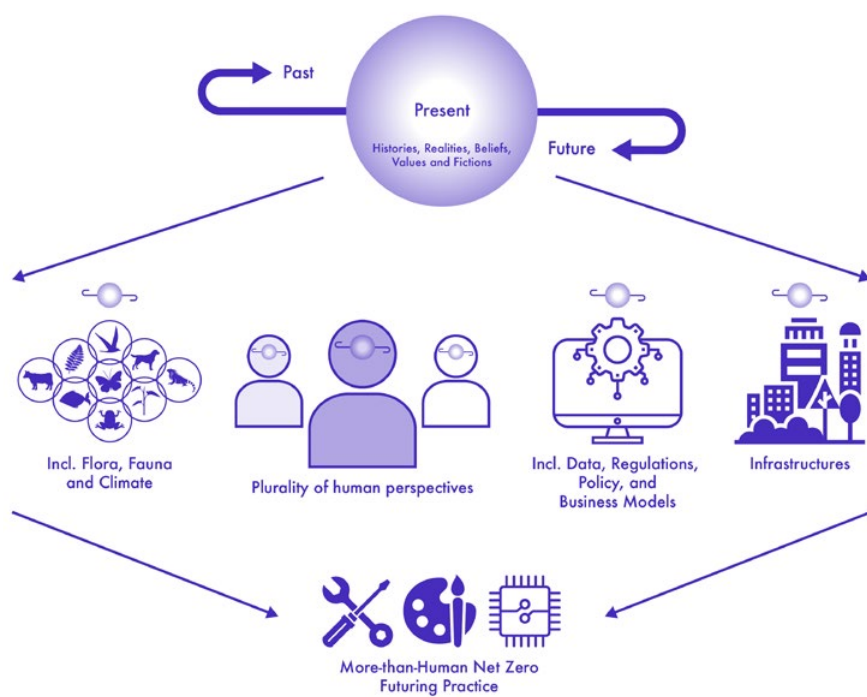 Past
Present
Histories, Realities, Beliefs,
Values and Fictions
Future
Incl. Flora, Fauna
and Climate
Plurality of human perspectives
Incl. Data, Regulations,
Policy, and
Business Models
Infrastructures
More-than-Human Net Zero
Futuring Practice